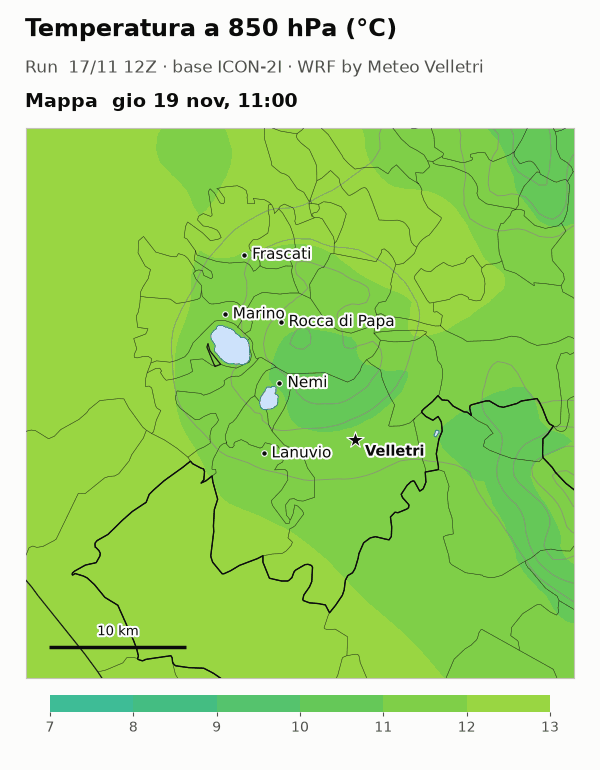 Temperatura a 850 hPa (°C)
Run  17/11 12Z · base ICON-2I · WRF by Meteo Velletri
Mappa  gio 19 nov, 11:00
Frascati
Marino
Rocca di Papa
Nemi
Velletri
Lanuvio
10 km
7 8 9 10 11 12 13